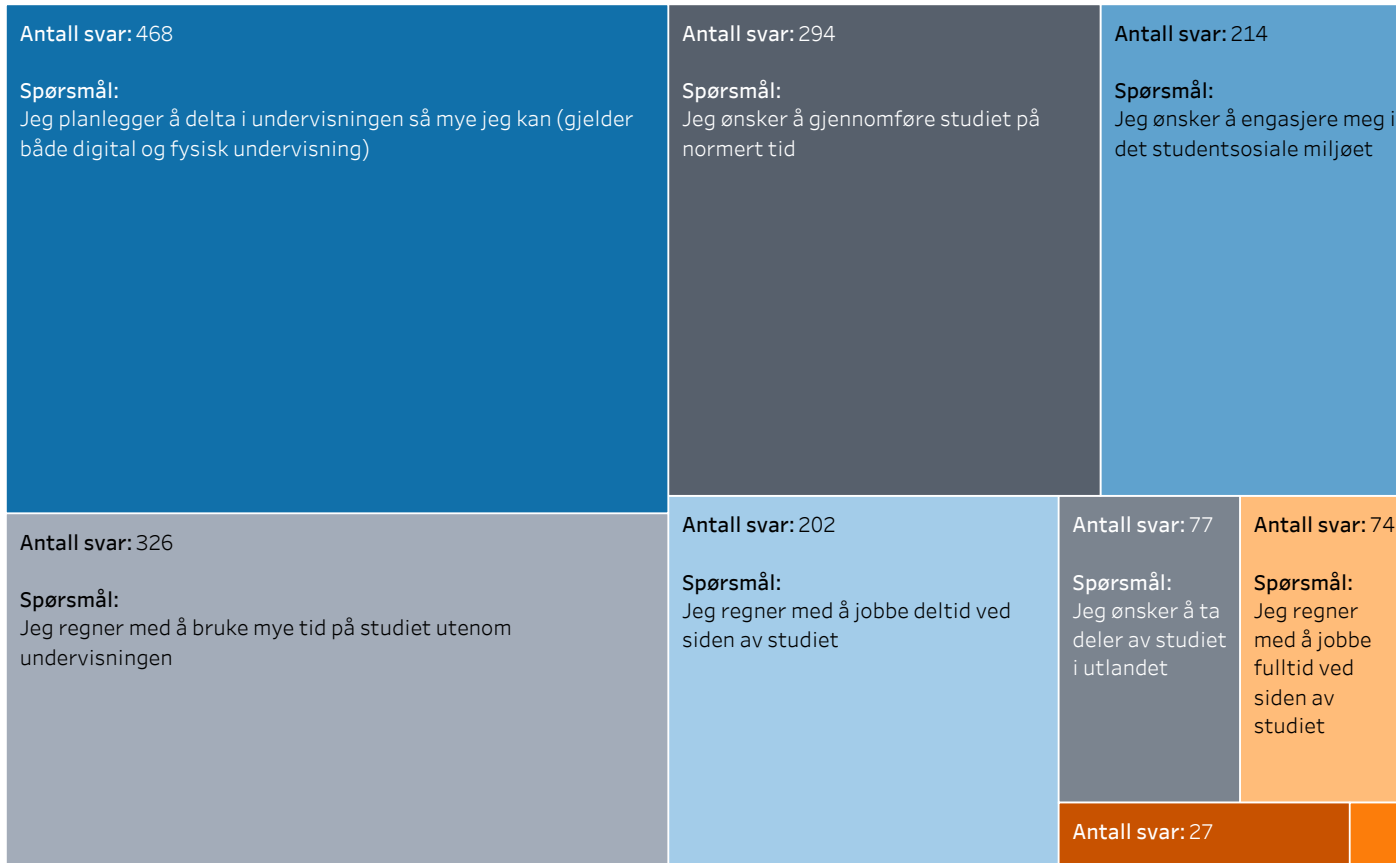 Antall svar: 468
Spørsmål:
Jeg planlegger å delta i undervisningen så mye jeg kan (gjelder
både digital og fysisk undervisning)
Antall svar: 326
Spørsmål:
Jeg regner med å bruke mye tid på studiet utenom
undervisningen
Antall svar: 294
Spørsmål:
Jeg ønsker å gjennomføre studiet på
normert tid
Antall svar: 214
Spørsmål:
Jeg ønsker å engasjere meg i
det studentsosiale miljøet
Antall svar: 202
Spørsmål:
Jeg regner med å jobbe deltid ved
siden av studiet
Antall svar: 77
Spørsmål:
Jeg ønsker å ta
deler av studiet
i utlandet
Antall svar: 74
Spørsmål:
Jeg regner
med å jobbe
fulltid ved
siden av
studiet
Antall svar: 27